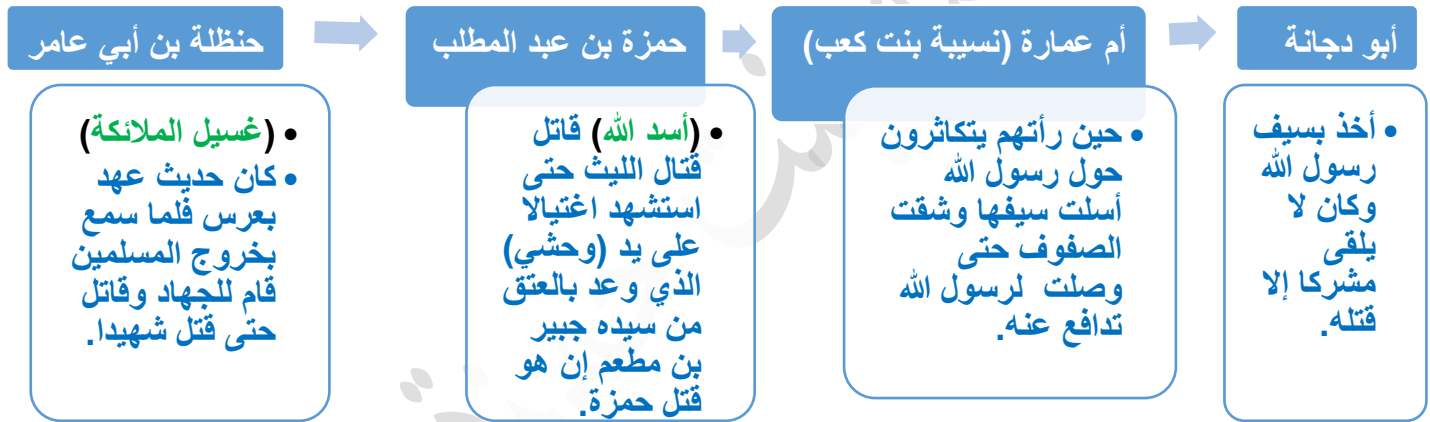 أبو دجانة
أخذ بسيف
رسول الله
وكان لا
يلقى
مشركا إلا
قتله.
أم عمارة (نسيبة بنت كعب)
حين رأتهم يتكاثرون
حول رسول الله
أسلت سيفها وشقت
الصفوف حتى
وصلت لرسول الله
تدافع عنه.
حمزة بن عبد المطلب
(أسد الله) قاتل
قتال الليث حتى
استشهد اغتيالا
على يد (وحشي)
الذي وعد بالعتق
من سيده جبير
بن مطعم إن هو
قتل حمزة.
حنظلة بن أبي عامر
(غسيل الملائكة)
كان حديث عهد
بعرس فلما سمع
بخروج المسلمين
قام للجهاد وقاتل
حتى قتل شهيدا.